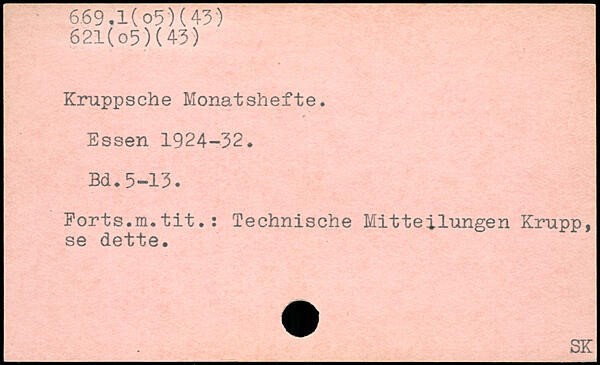 669.1(o5)(43)
621(o5)(43)
Kruppsche Monatshefte.
Essen 1924-32.
Bd.5-13.
Forts.m.tit.: Technische Mitteilungen Krupp,
se dette.
SK